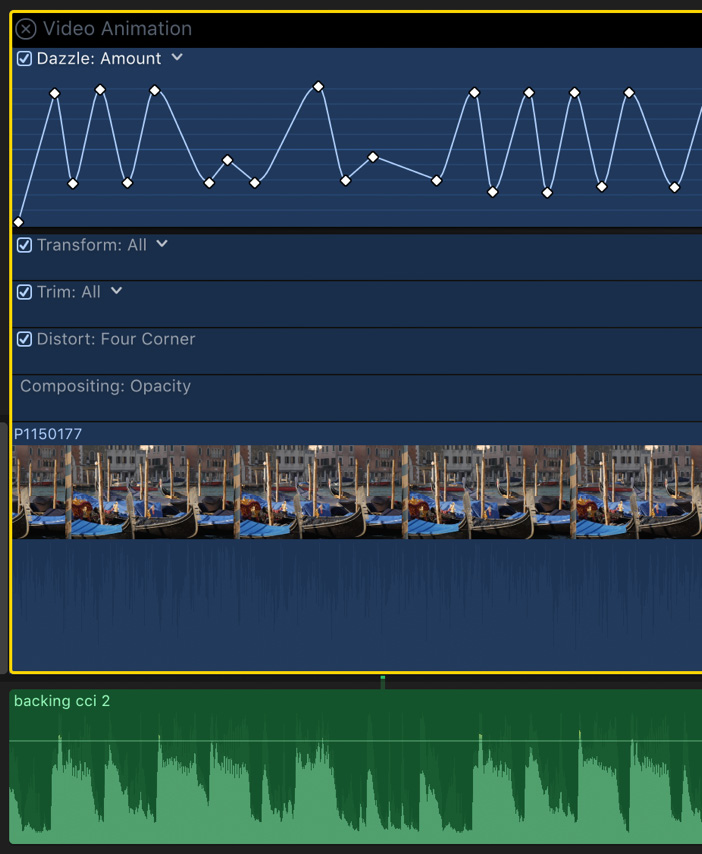 Video Animation
Dazzle: Amount
Transform: All
Trim: All
Distort: Four Corner
Compositing: Opacity
P1150177
backing cci 2